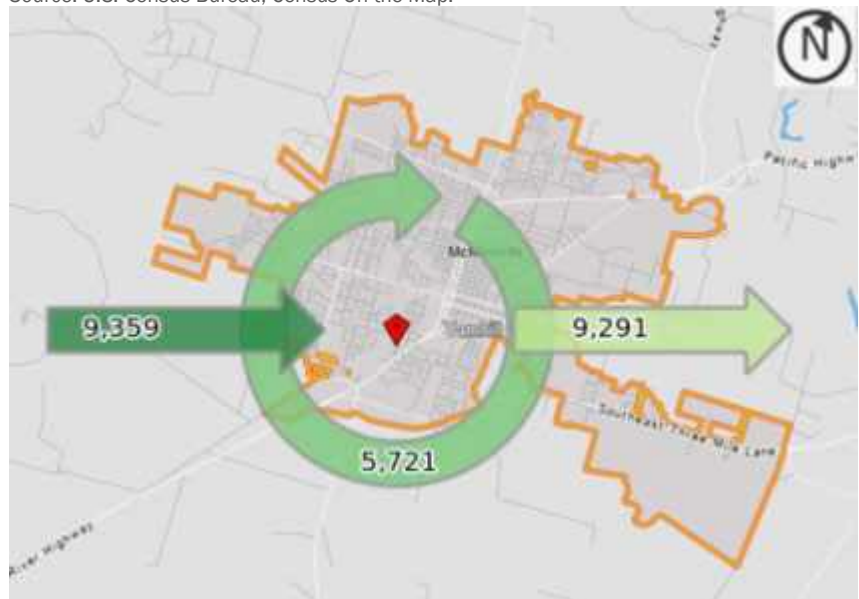 Source: U.S. Census Bureau, Census On the Map.
N
Pacific Highw
9,359
9,291
Southeast Three Mile Lane
5,721
River Highway